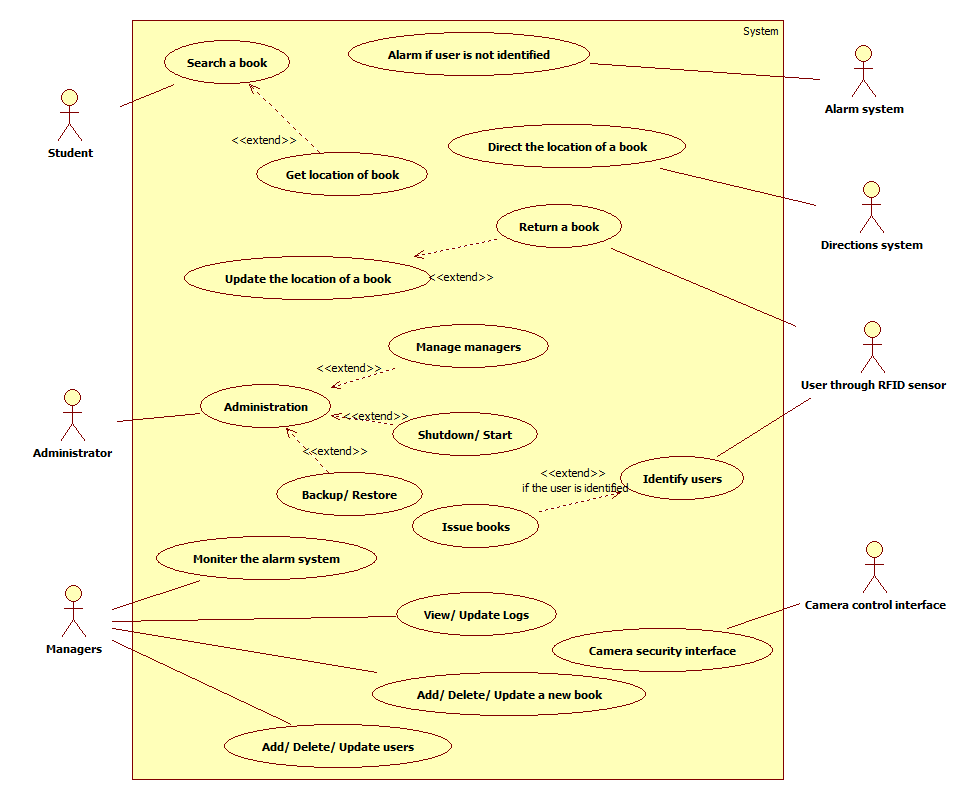 System
Search a book
Alarm if user is not identified
Alarm system
<<extend>>
Student
Direct the location of a book
Get location of book
Return a book
Directions system
Update the location of a book
<<extend>>
Manage managers
<<extend>>
User through RFID sensor
Administration
<<extend>>
Shutdown/ Start
Administrator
<<extend>>
<<extend>>
if the user is identified
Identify users
Backup/ Restore
Issue books
Moniter the alarm system
View/ Update Logs
Camera control interface
Managers
Camera security interface
Add/ Delete/ Update a new book
Add/ Delete/ Update users